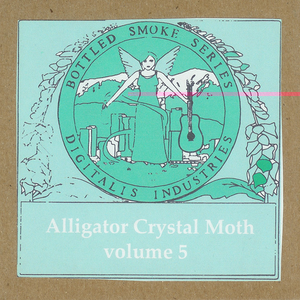 BOTTLED SMOKE SERIES
DIGITALIS INDUSTRIES
Alligator Crystal Moth
volume 5